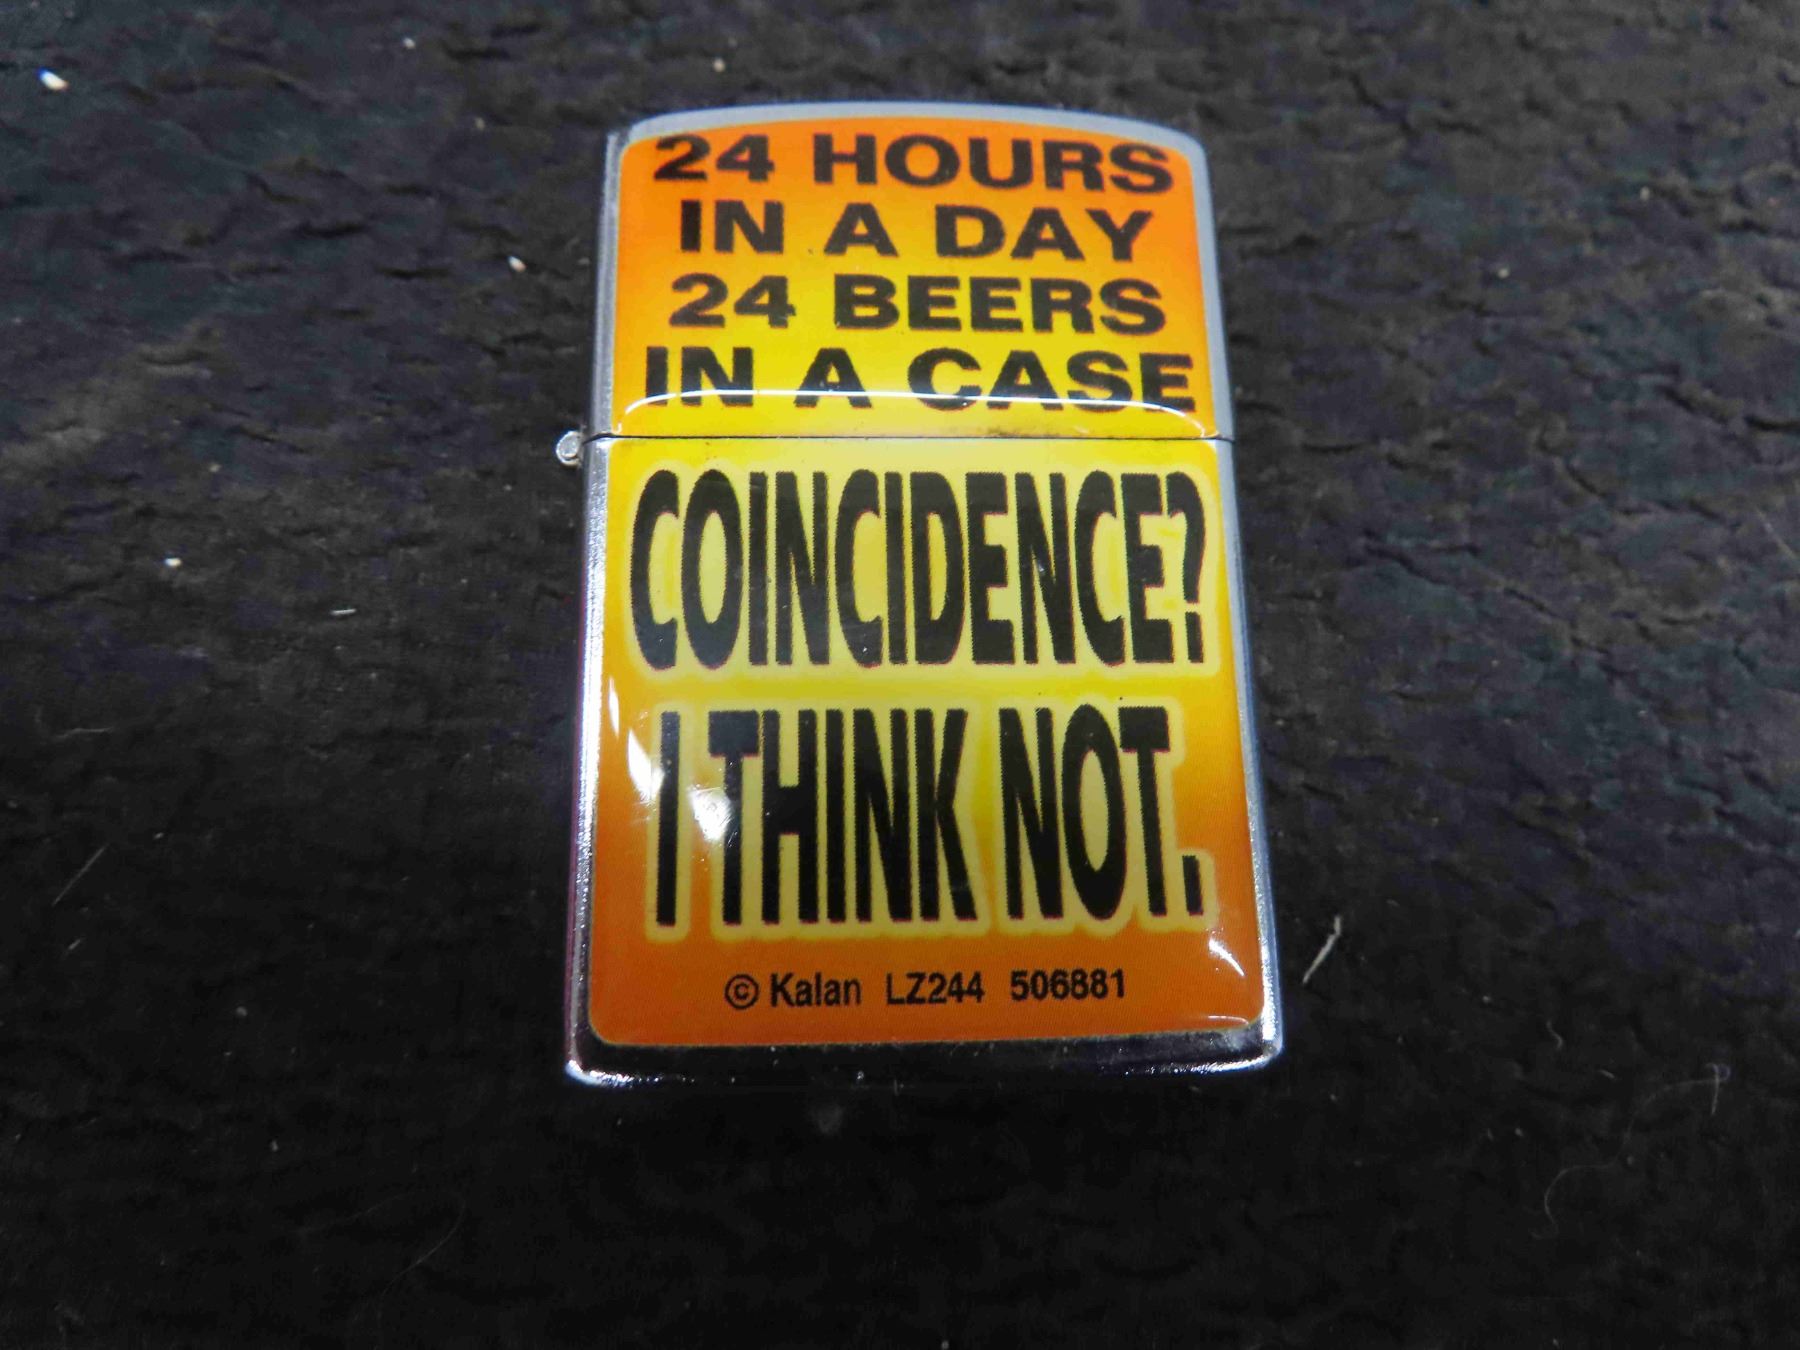 24 HOURS
IN A DAY
24 BEERS
IN A CASE
COINCIDENCE?
I THINK NOT.
© Kalan LZ244 506881